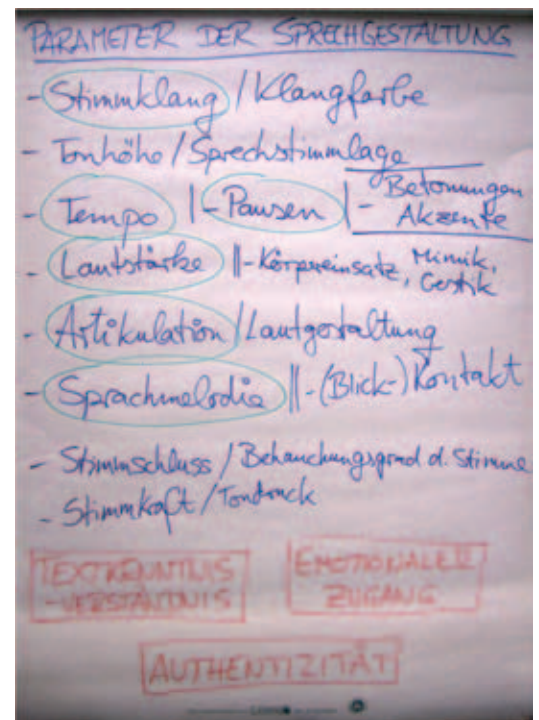 PARAMETER DER SPRECHGESTALTUNG
- Stimmklang / Klangfarbe
- Tonhöhe / Sprechstimmlage
- Tempo | - Pausen | - Betonungen
Akzente
- Lautstärke || - Körpereinsatz, Mimik,
Gestik
- Artikulation / Lautgestaltung
- Sprachmelodie || - (Blick-) Kontakt
- Stimmschluss / Behauchungsgrad d. Stimme
- Stimmkraft / Tondruck
TEXTKENNTNIS
-VERSTÄNDNIS
EMOTIONALER
ZUGANG
AUTHENTIZITÄT